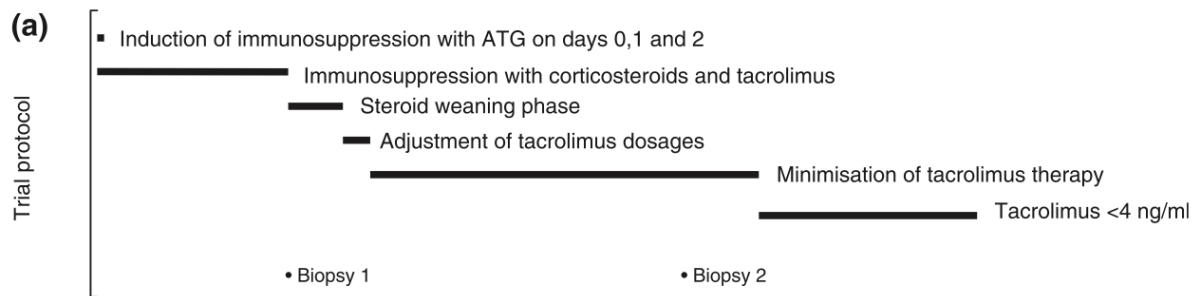 (a)
Induction of immunosuppression with ATG on days 0,1 and 2
Immunosuppression with corticosteroids and tacrolimus
Steroid weaning phase
Adjustment of tacrolimus dosages
Minimisation of tacrolimus therapy
Tacrolimus <4 ng/ml
• Biopsy 1 • Biopsy 2
Trial protocol